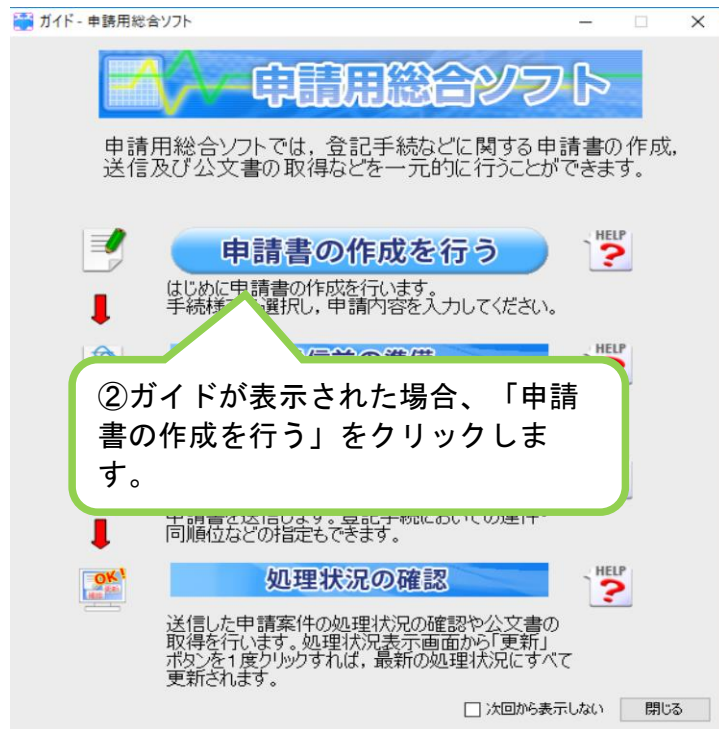 ガイド - 申請用総合ソフト
申請用総合ソフト
申請用総合ソフトでは，登記手続などに関する申請書の作成，
送信及び公文書の取得などを一元的に行うことができます。
申請書の作成を行う
HELP
?
はじめに申請書の作成を行います。
手続様　選択し，申請内容を入力してください。
信前の準備
HELP
②ガイドが表示された場合、「申請
書の作成を行う」をクリックしま
す。
申請書を送信します。登記手続においての連件・
同順位などの指定もできます。
OK!
処理状況の確認
HELP
?
送信した申請案件の処理状況の確認や公文書の
取得を行います。処理状況表示画面から「更新」
ボタンを１度クリックすれば，最新の処理状況にすべて
更新されます。
次回から表示しない
閉じる